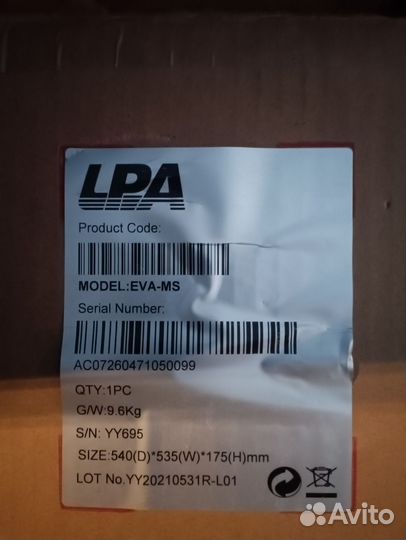 LPA
Product Code:
MODEL:EVA-MS
Serial Number:
AC07260471050099
QTY:1PC
G/W:9.6Kg
S/N: YY695
SIZE:540(D)*535(W)*175(H)mm
LOT No.YY20210531R-L01
Avito